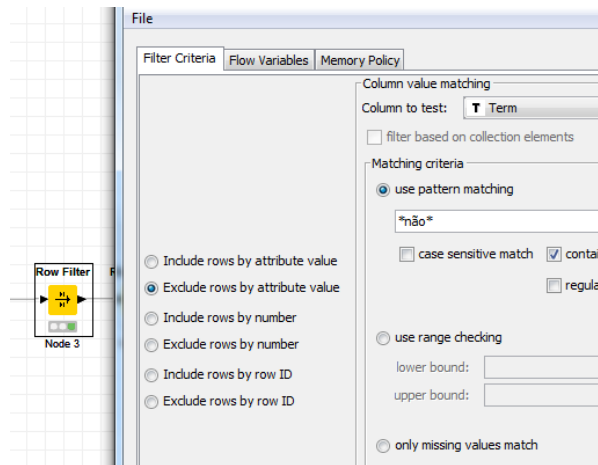 File
Filter Criteria Flow Variables Memory Policy
Column value matching
Column to test: T Term
filter based on collection elements
Matching criteria
use pattern matching
*não*
case sensitive match
Include rows by attribute value
Exclude rows by attribute value
Include rows by number
Exclude rows by number
Include rows by row ID
Exclude rows by row ID
use range checking
lower bound:
upper bound:
only missing values match
Row Filter
Node 3